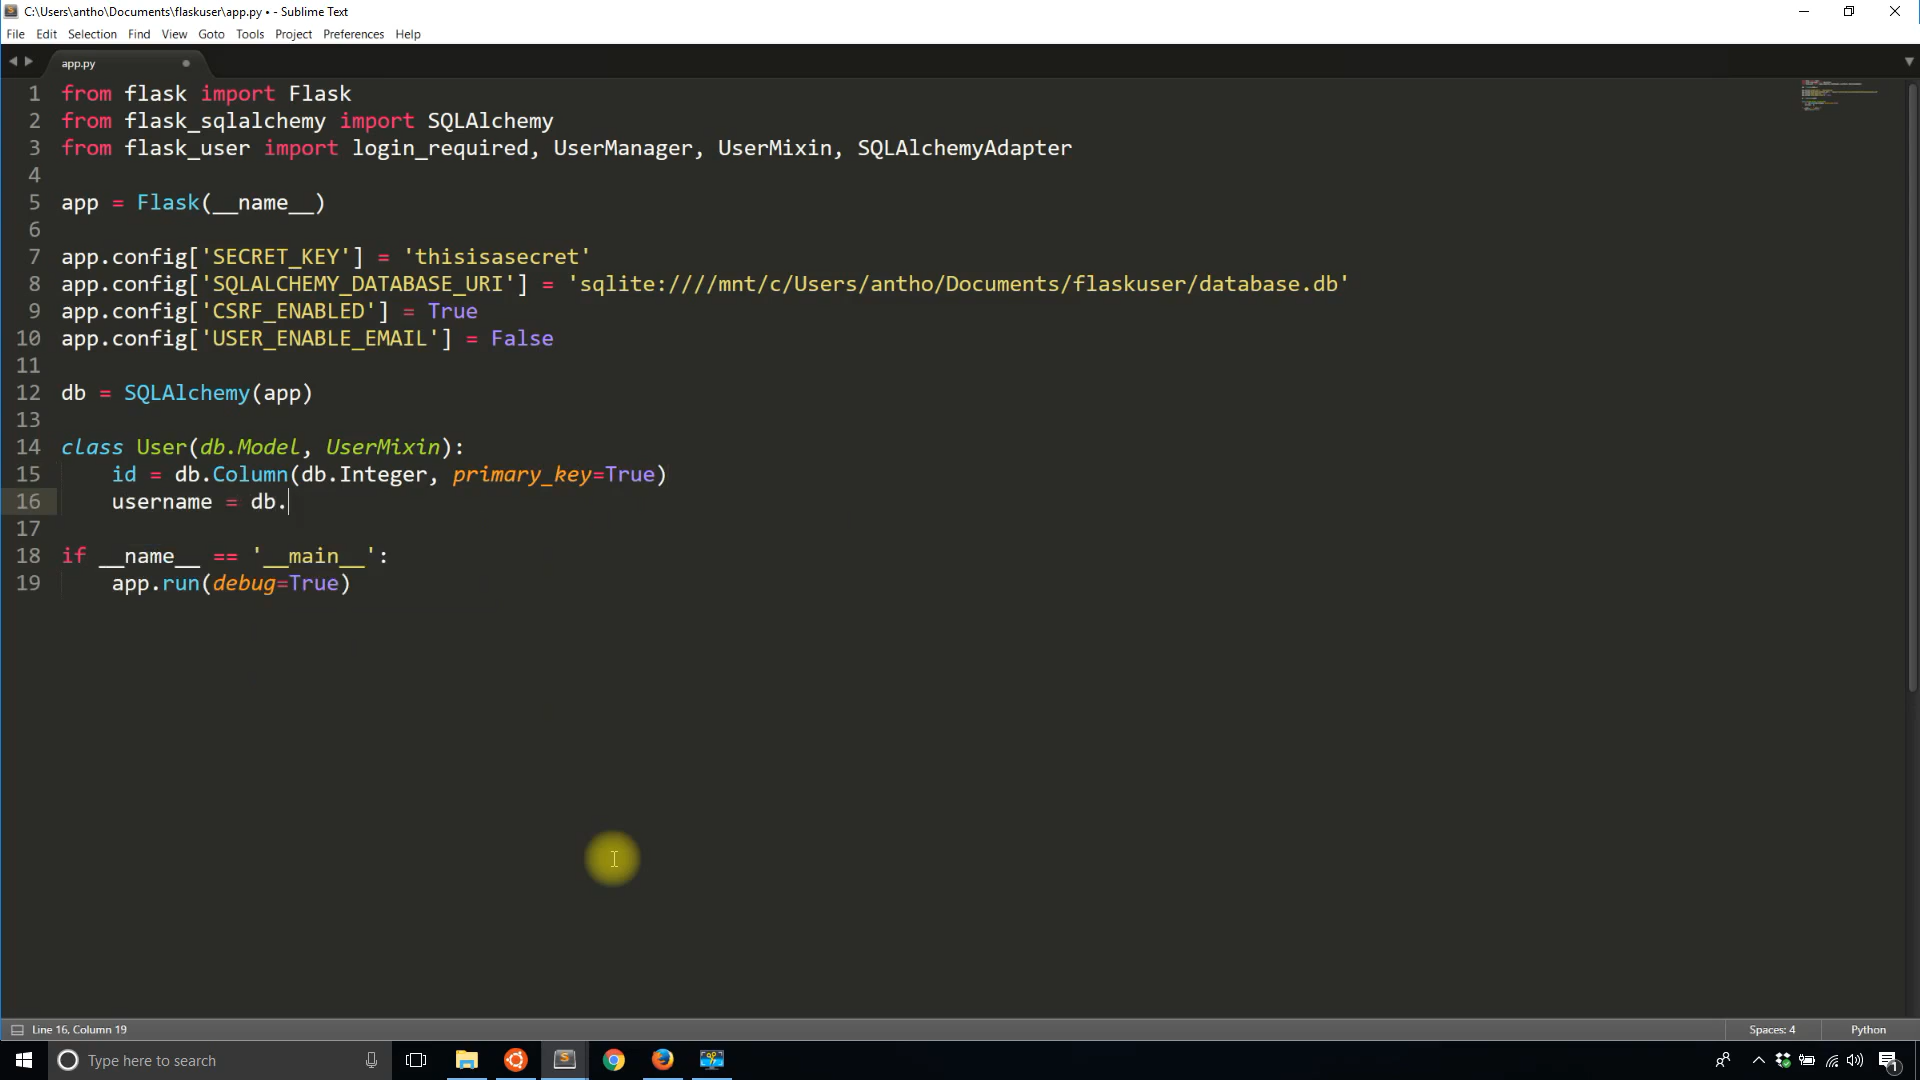 C:\Users\antho\Documents\flaskuser\app.py • - Sublime Text
File Edit Selection Find View Goto Tools Project Preferences Help
app.py
1 from flask import Flask
2 from flask_sqlalchemy import SQLAlchemy
3 from flask_user import login_required, UserManager, UserMixin, SQLAlchemyAdapter
4
5 app = Flask(__name__)
6
7 app.config['SECRET_KEY'] = 'thisisasecret'
8 app.config['SQLALCHEMY_DATABASE_URI'] = 'sqlite:////mnt/c/Users/antho/Documents/flaskuser/database.db'
9 app.config['CSRF_ENABLED'] = True
10 app.config['USER_ENABLE_EMAIL'] = False
11
12 db = SQLAlchemy(app)
13
14 class User(db.Model, UserMixin):
15     id = db.Column(db.Integer, primary_key=True)
16     username = db.
17
18 if __name__ == '__main__':
19     app.run(debug=True)
Line 16, Column 19 Spaces: 4 Python
Type here to search 1